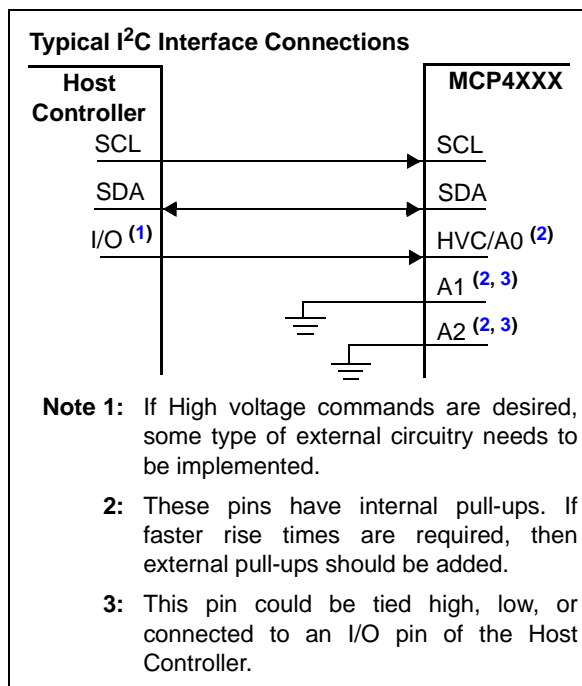 Typical I2C Interface Connections
Host
Controller
MCP4XXX
SCL
SCL
SDA
SDA
I/O (1)
HVC/A0 (2)
A1 (2, 3)
A2 (2, 3)
Note 1: If High voltage commands are desired,
some type of external circuitry needs to
be implemented.
2: These pins have internal pull-ups. If
faster rise times are required, then
external pull-ups should be added.
3: This pin could be tied high, low, or
connected to an I/O pin of the Host
Controller.